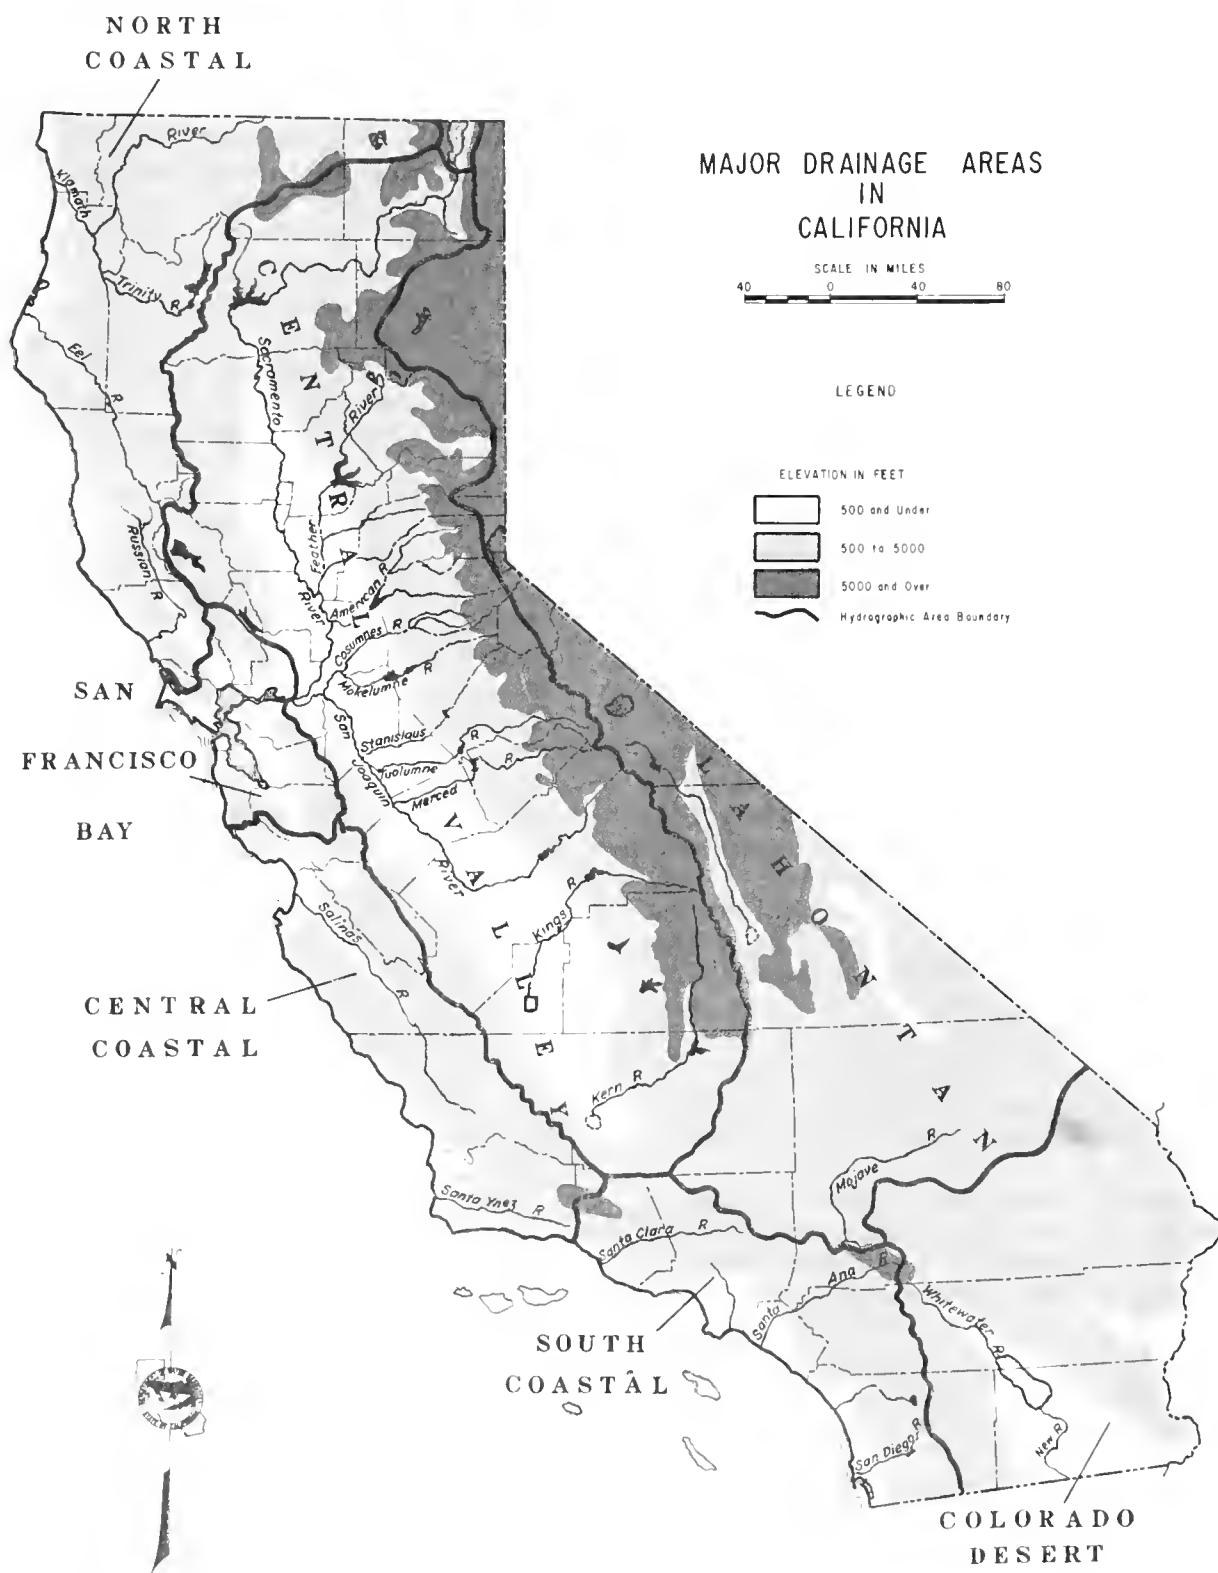 NORTH
COASTAL
MAJOR DRAINAGE AREAS
IN
CALIFORNIA
SCALE IN MILES
40 0 40 80
LEGEND
ELEVATION IN FEET
500 and Under
500 to 5000
5000 and Over
Hydrographic Area Boundary
Klamath River
Trinity R
Eel R
Russian R
CENTRAL VALLEY
Sacramento River
Feather River
American R
Cosumnes R
Mokelumne R
Stanislaus
Tuolumne R
Merced R
San Joaquin River
Kings R
Kern R
LAHONTAN
SAN
FRANCISCO
BAY
Salinas R
CENTRAL
COASTAL
Santa Ynez R
Santa Clara R
Mojave R
Santa Ana R
Whitewater R
New R
San Diego R
SOUTH
COASTAL
COLORADO
DESERT